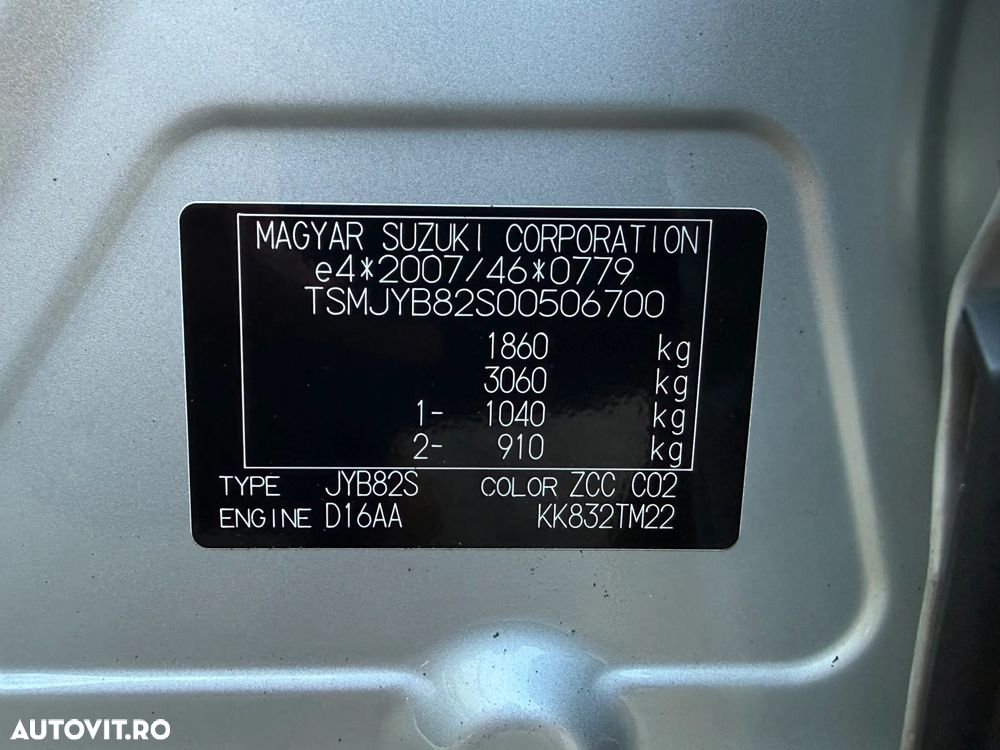 MAGYAR SUZUKI CORPORATION
e4*2007/46*0779
TSMJYB82S00506700
1860 kg
3060 kg
1- 1040 kg
2- 910 kg
TYPE JYB82S COLOR ZCC C02
ENGINE D16AA KK832TM22
AUTOVIT.RO